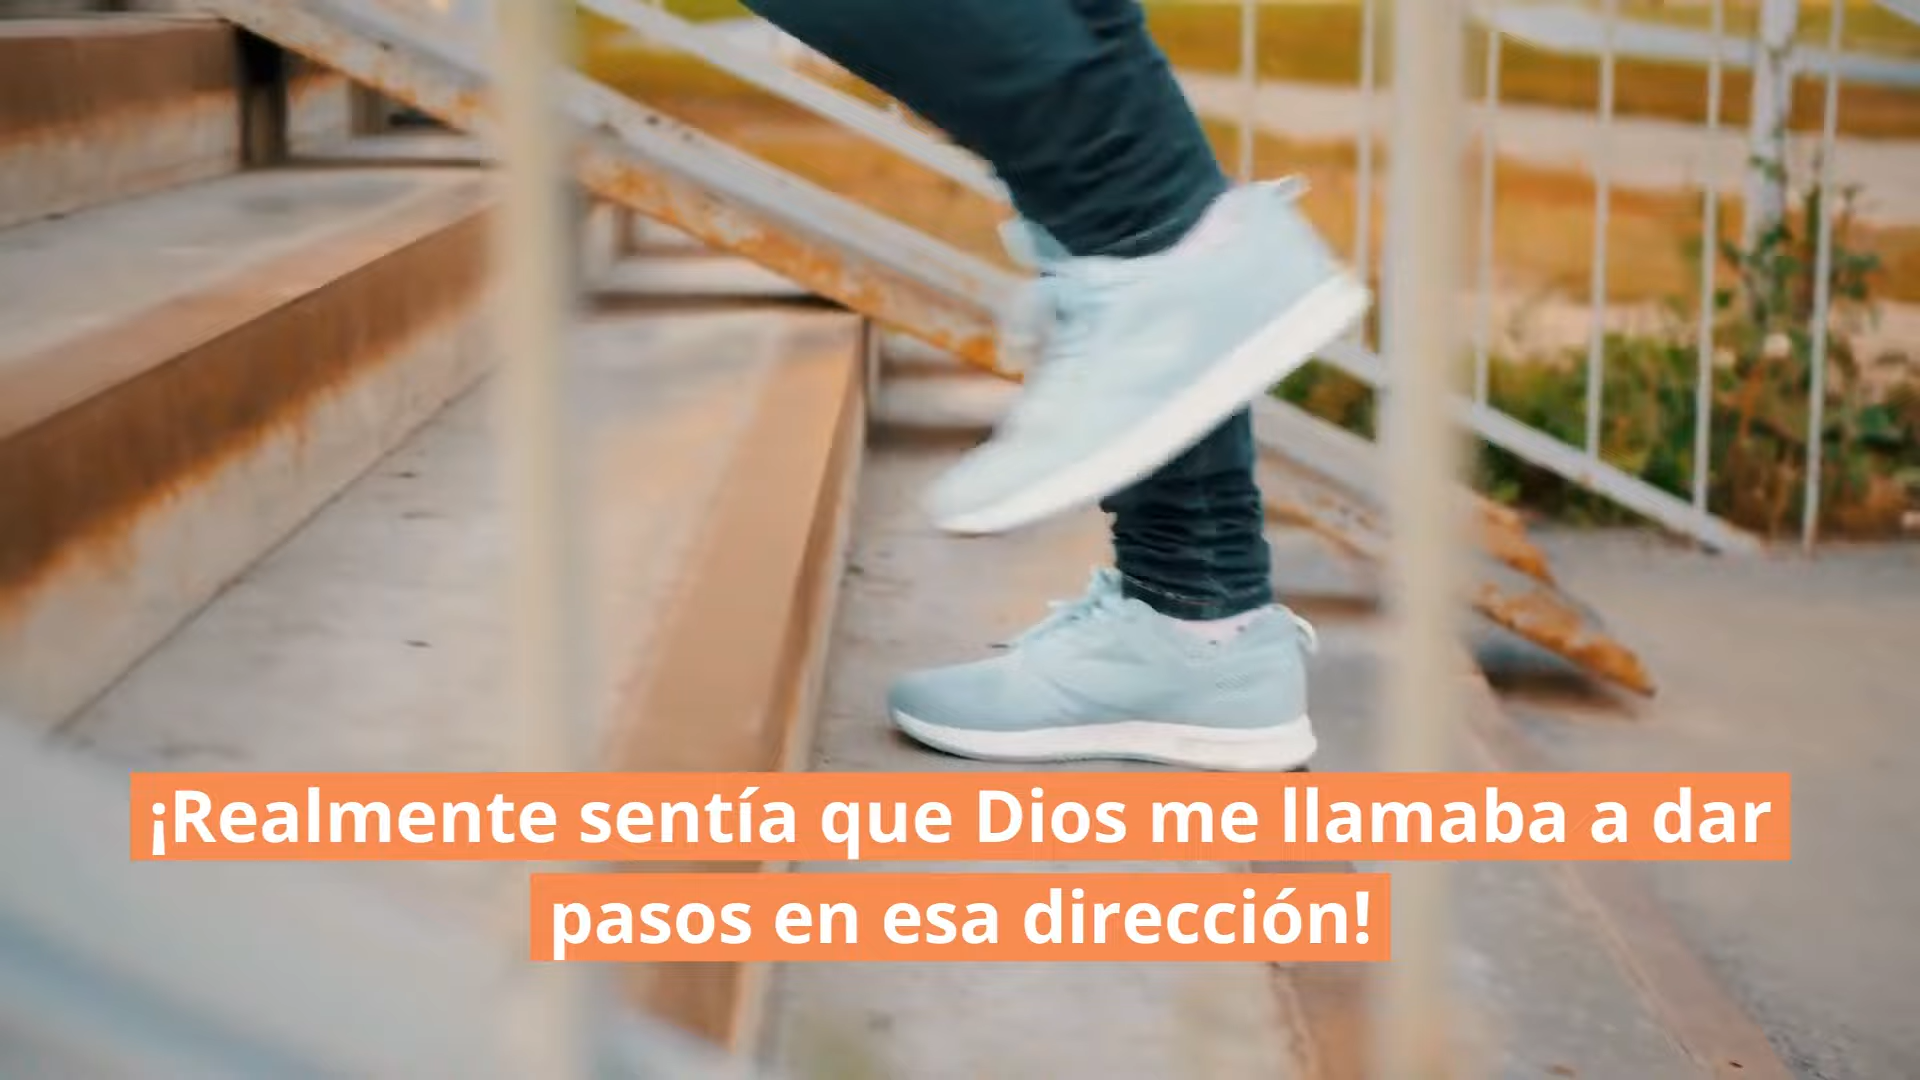 ¡Realmente sentía que Dios me llamaba a dar
pasos en esa dirección!